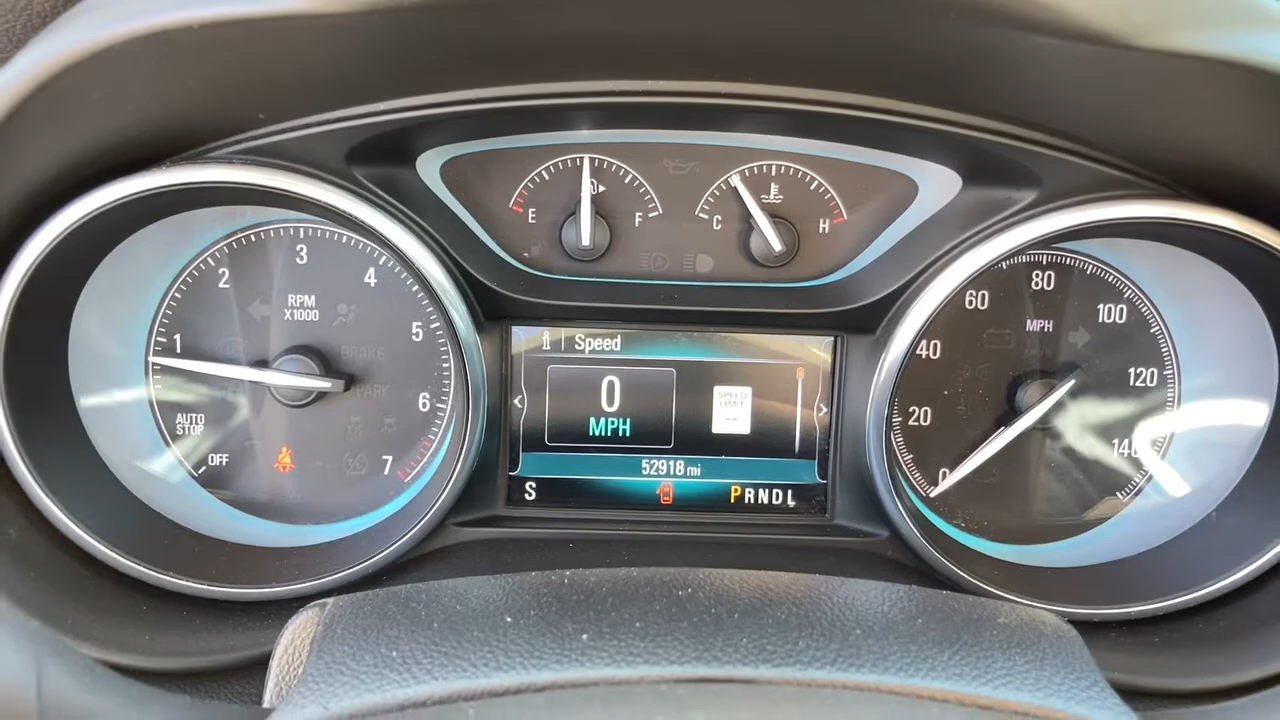 E
F
C
H
RPM
X1000
1
2
3
4
5
6
7
AUTO
STOP
OFF
BRAKE
PARK
i Speed
0
MPH
SPEED
LIMIT
--
52918 mi
S
PRNDL
MPH
0
20
40
60
80
100
120
140